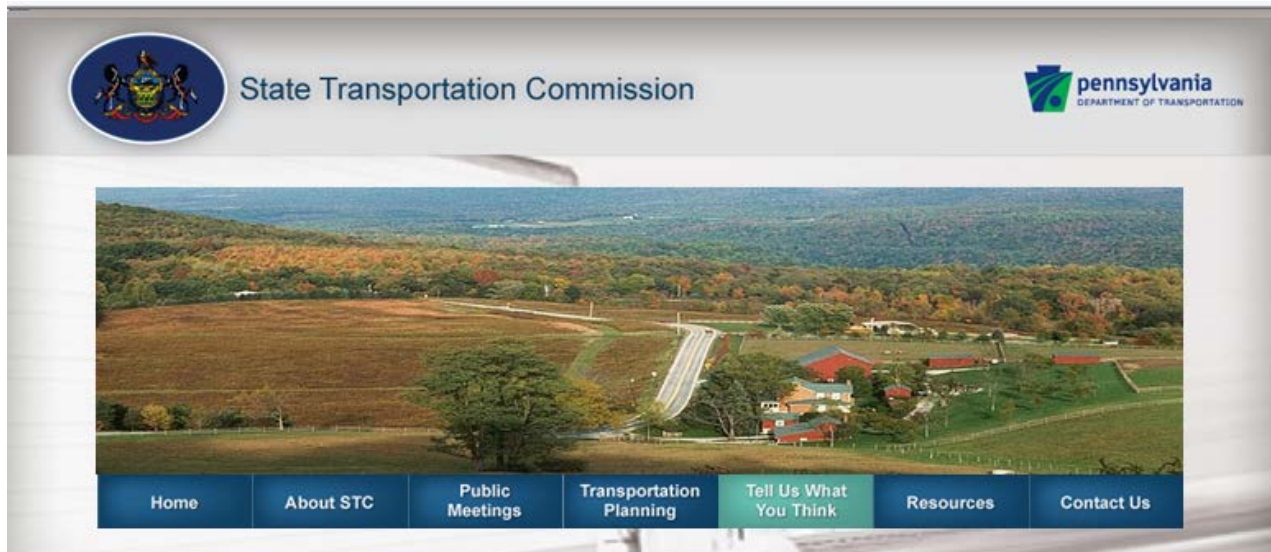 State Transportation Commission
pennsylvania
DEPARTMENT OF TRANSPORTATION
Home
About STC
Public
Meetings
Transportation
Planning
Tell Us What
You Think
Resources
Contact Us